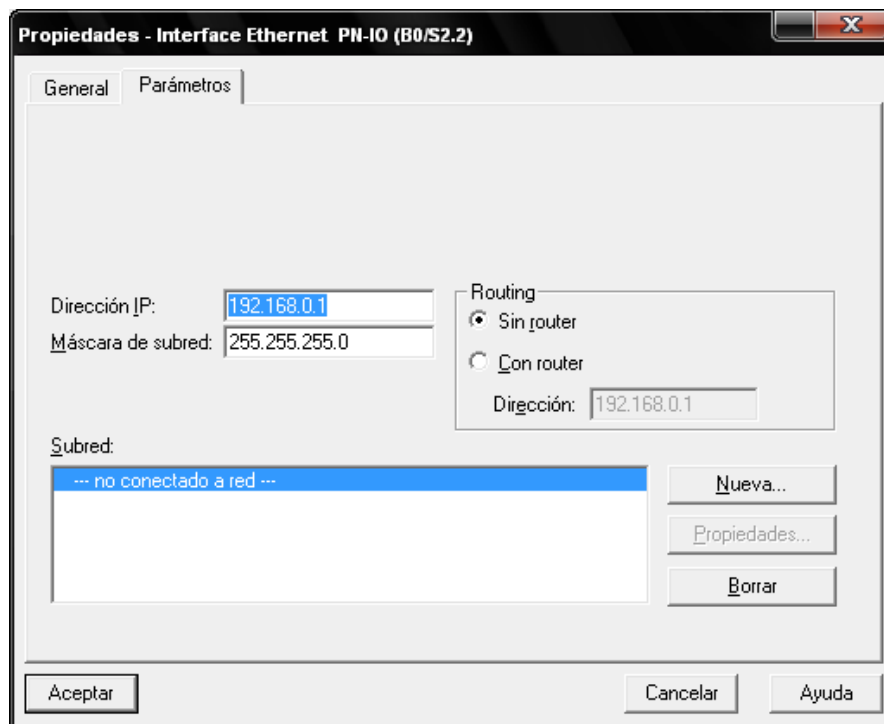 Propiedades - Interface Ethernet PN-IO (B0/S2.2)
General
Parámetros
Dirección IP:
192.168.0.1
Máscara de subred:
255.255.255.0
Routing
Sin router
Con router
Dirección:
192.168.0.1
Subred:
--- no conectado a red ---
Nueva...
Propiedades...
Borrar
Aceptar
Cancelar
Ayuda